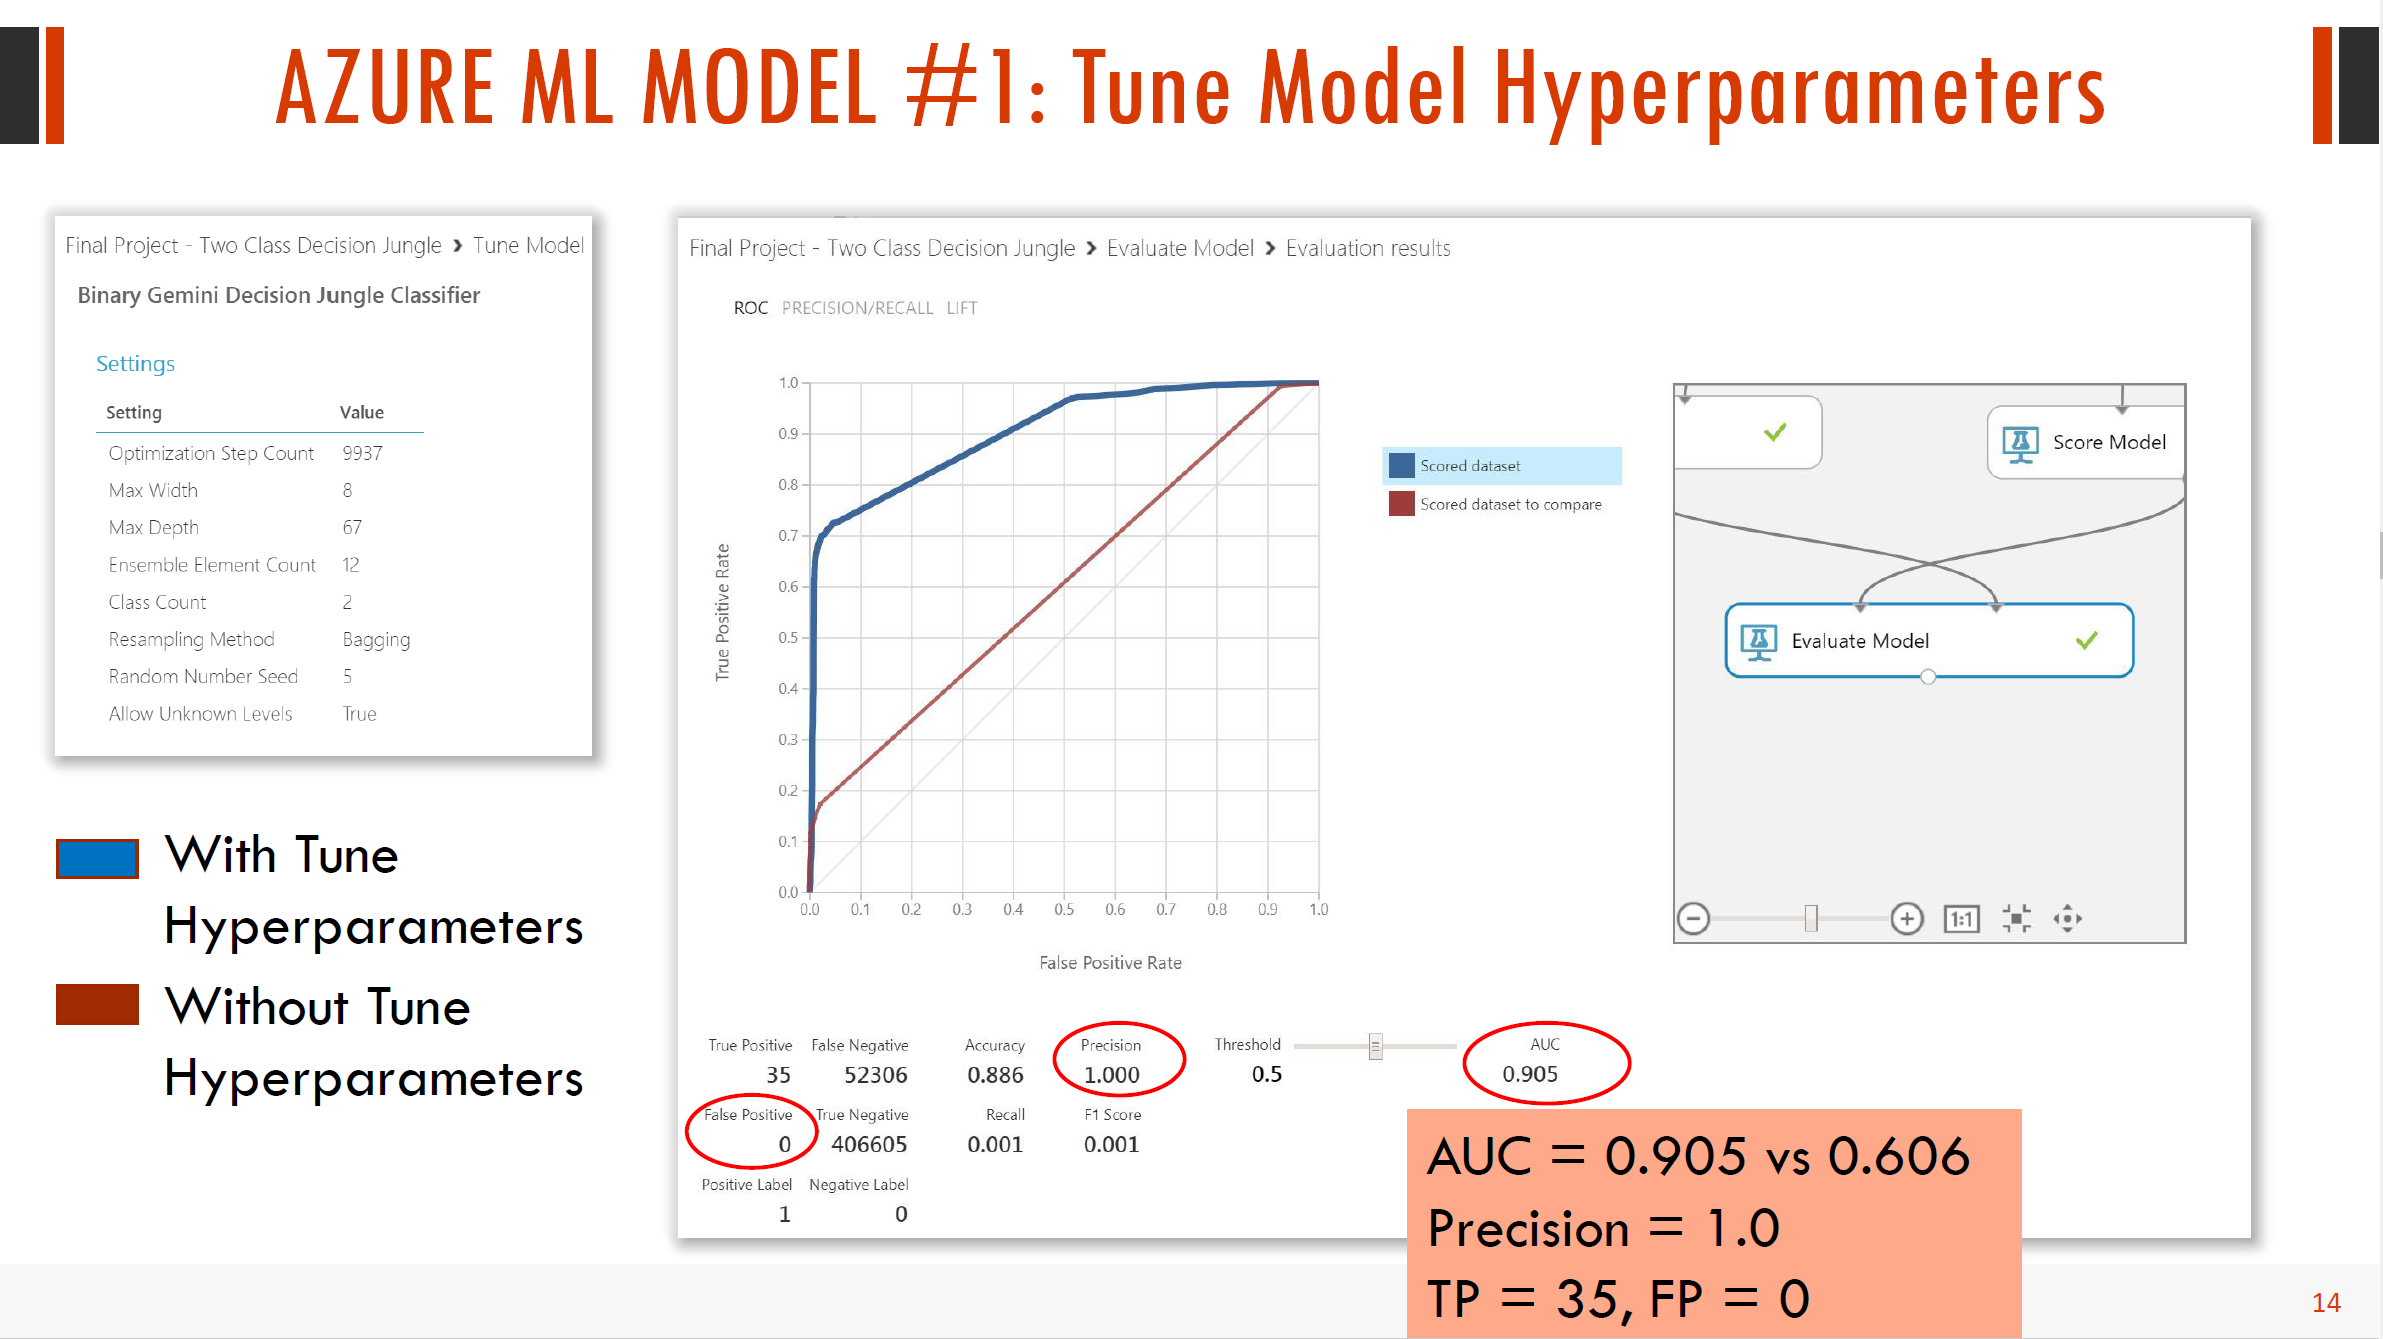 AZURE ML MODEL #1: Tune Model Hyperparameters
Final Project - Two Class Decision Jungle › Tune Model
Binary Gemini Decision Jungle Classifier
Settings
Setting Value
Optimization Step Count 9937
Max Width 8
Max Depth 67
Ensemble Element Count 12
Class Count 2
Resampling Method Bagging
Random Number Seed 5
Allow Unknown Levels True
With Tune
Hyperparameters
Without Tune
Hyperparameters
Final Project - Two Class Decision Jungle › Evaluate Model › Evaluation results
ROC PRECISION/RECALL LIFT
True Positive Rate
1.0
0.9
0.8
0.7
0.6
0.5
0.4
0.3
0.2
0.1
0.0
0.0 0.1 0.2 0.3 0.4 0.5 0.6 0.7 0.8 0.9 1.0
False Positive Rate
Scored dataset
Scored dataset to compare
Score Model
Evaluate Model
1:1
True Positive False Negative Accuracy Precision Threshold AUC
35 52306 0.886 1.000 0.5 0.905
False Positive True Negative Recall F1 Score
0 406605 0.001 0.001
Positive Label Negative Label
1 0
AUC = 0.905 vs 0.606
Precision = 1.0
TP = 35, FP = 0
14